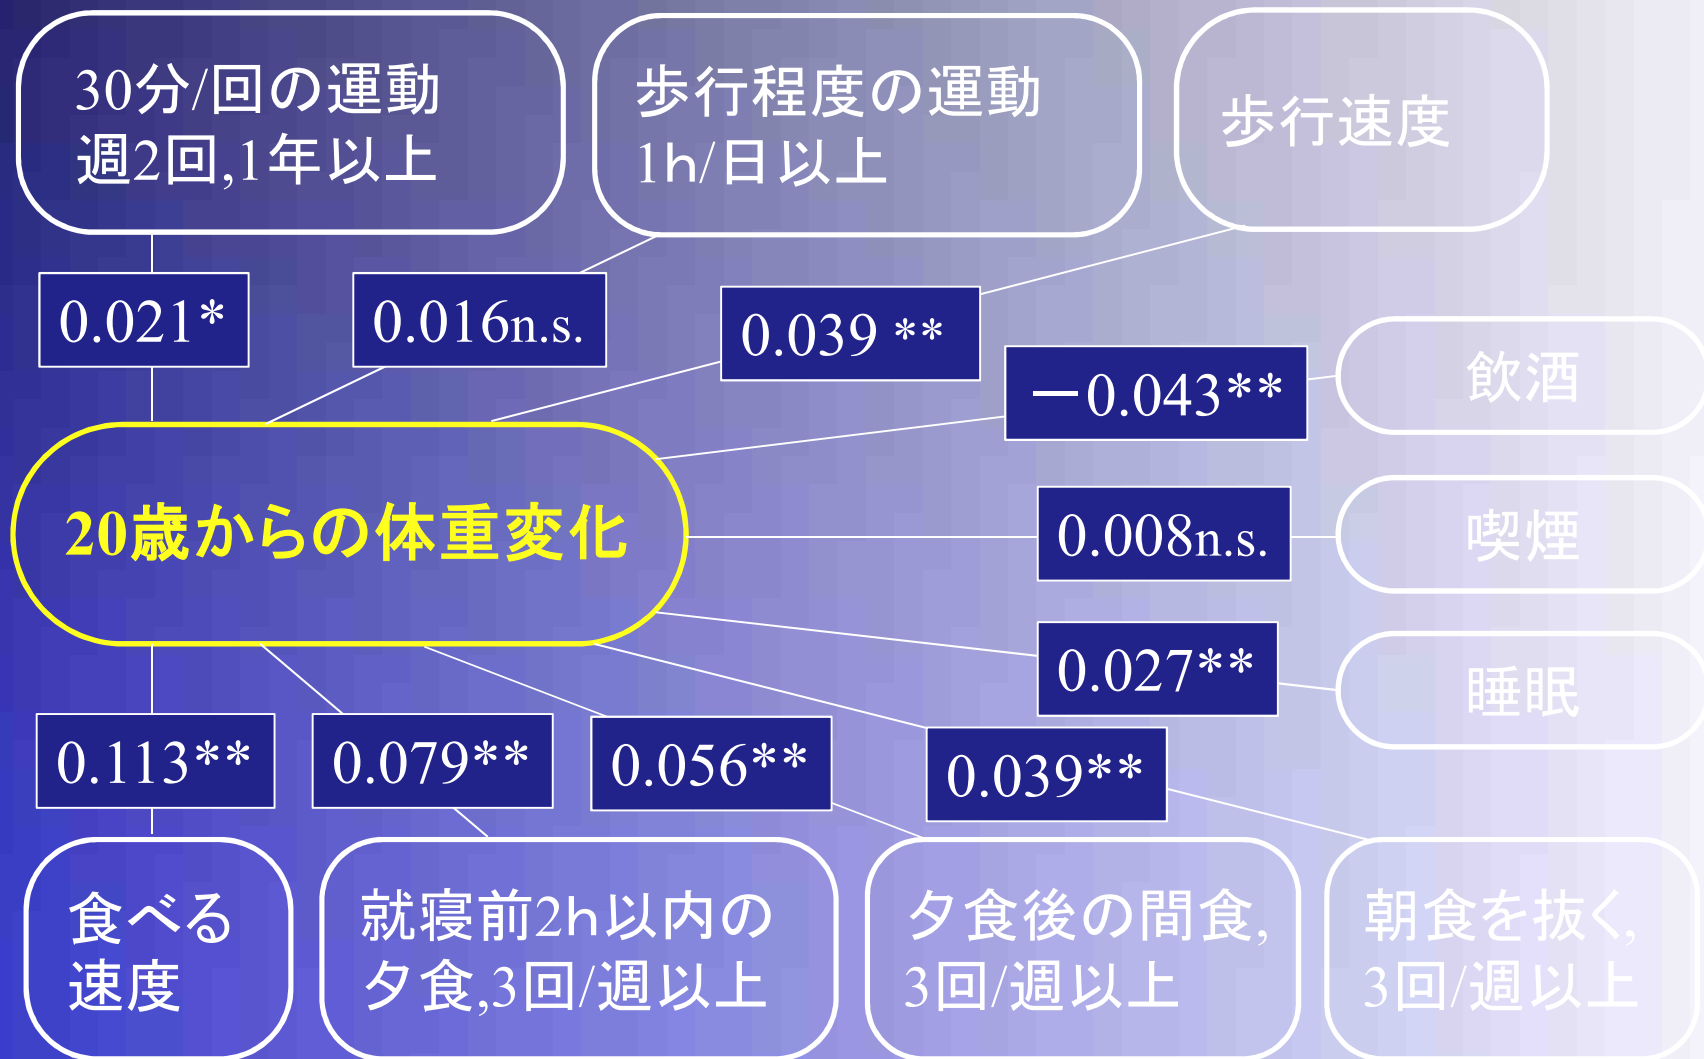 30分/回の運動
週2回,1年以上
歩行程度の運動
1h/日以上
歩行速度
0.021*
0.016n.s.
0.039 **
－0.043**
飲酒
20歳からの体重変化
0.008n.s.
喫煙
0.027**
睡眠
0.113**
0.079**
0.056**
0.039**
食べる
速度
就寝前2h以内の
夕食,3回/週以上
夕食後の間食,
3回/週以上
朝食を抜く,
3回/週以上